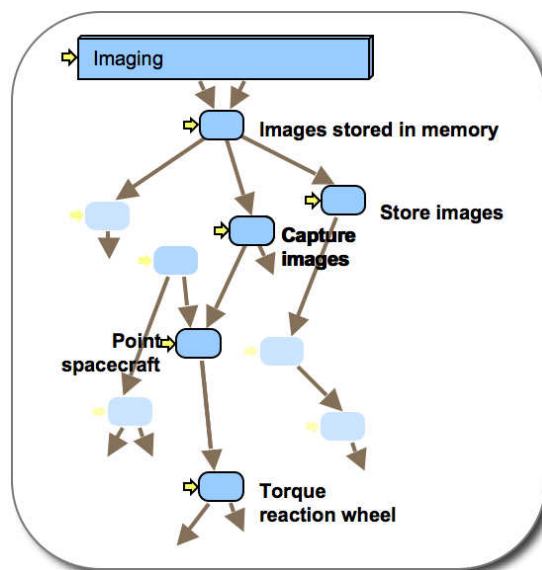 Imaging
Images stored in memory
Store images
Capture
images
Point
spacecraft
Torque
reaction wheel